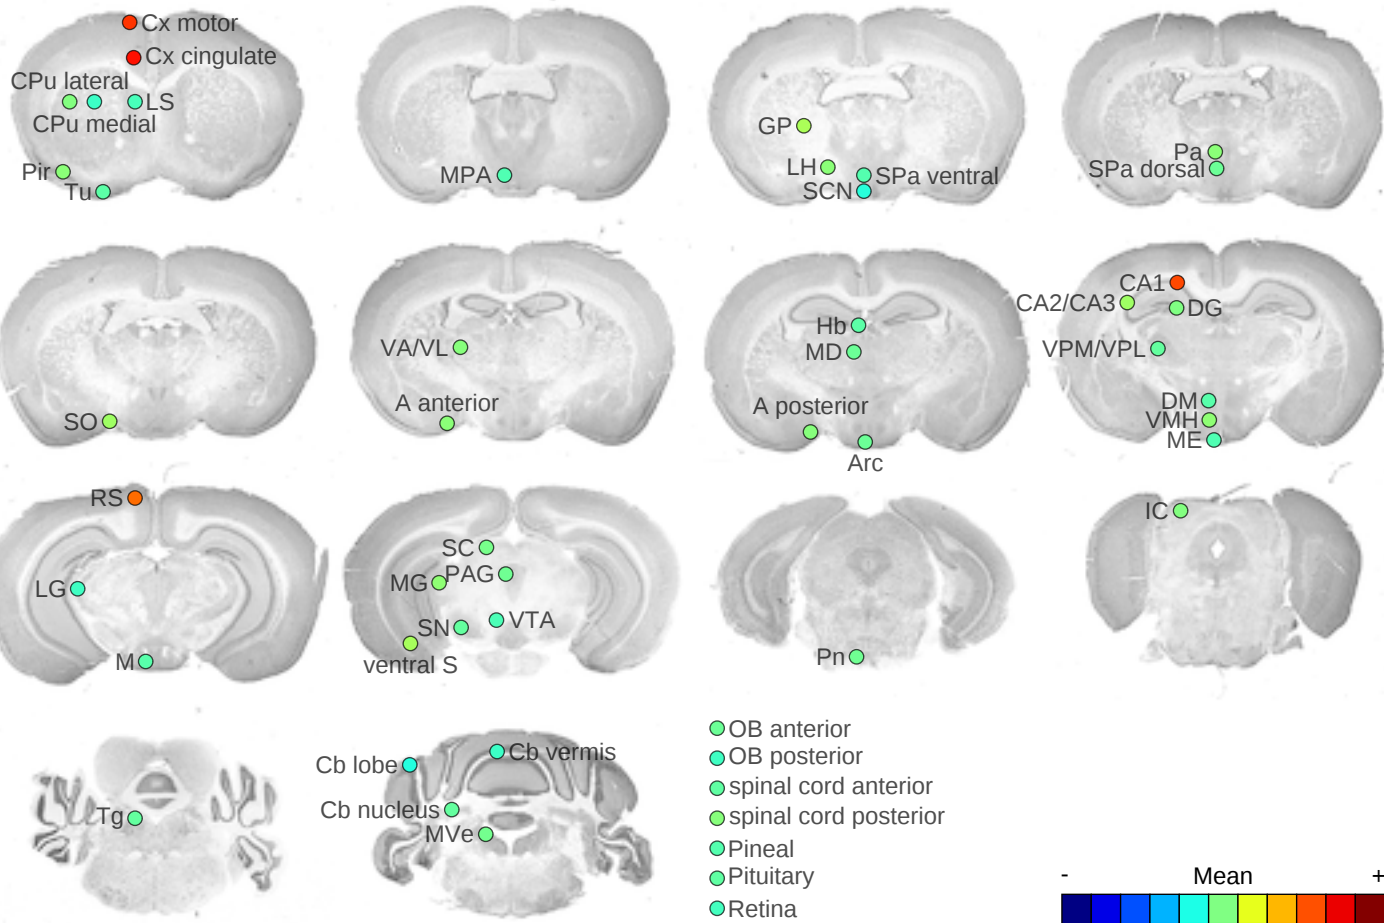 Cx motor
Cx cingulate
CPu lateral
LS
CPu medial
Pir
Tu
MPA
GP
LH
SPa ventral
SCN
Pa
SPa dorsal
SO
VA/VL
A anterior
Hb
MD
A posterior
Arc
CA1
CA2/CA3
DG
VPM/VPL
DM
VMH
ME
RS
LG
M
SC
PAG
MG
VTA
SN
ventral S
Pn
IC
Tg
Cb lobe
Cb vermis
Cb nucleus
MVe
OB anterior
OB posterior
spinal cord anterior
spinal cord posterior
Pineal
Pituitary
Retina
- Mean +